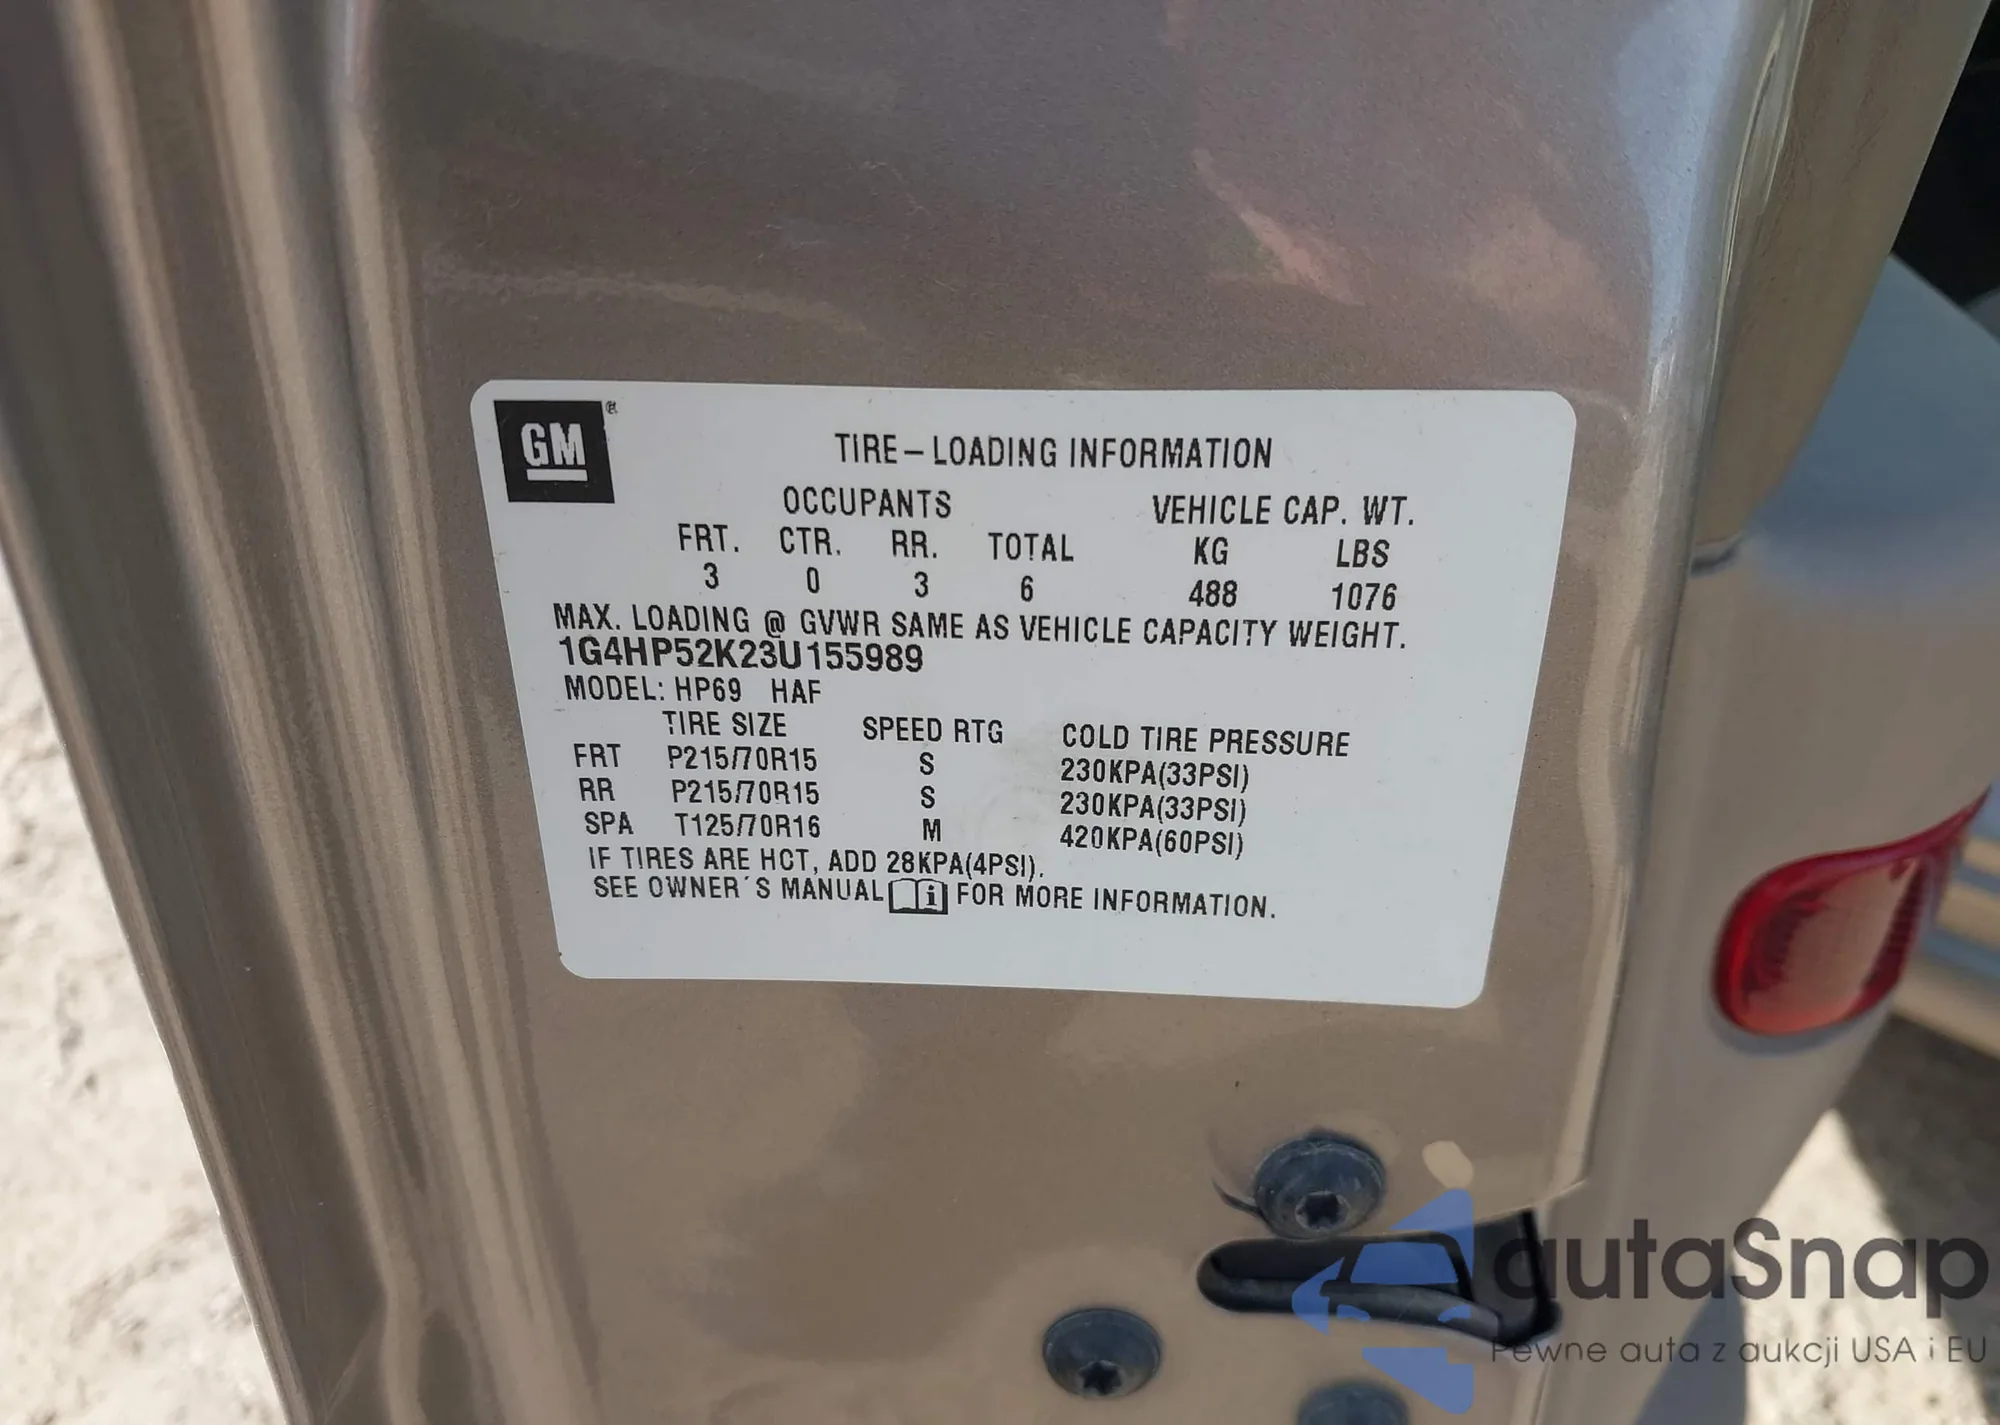 GM®
TIRE-LOADING INFORMATION
OCCUPANTS VEHICLE CAP. WT.
FRT. CTR. RR. TOTAL KG LBS
3 0 3 6 488 1076
MAX. LOADING @ GVWR SAME AS VEHICLE CAPACITY WEIGHT.
1G4HP52K23U155989
MODEL: HP69 HAF
TIRE SIZE SPEED RTG COLD TIRE PRESSURE
FRT P215/70R15 S 230KPA(33PSI)
RR P215/70R15 S 230KPA(33PSI)
SPA T125/70R16 M 420KPA(60PSI)
IF TIRES ARE HOT, ADD 28KPA(4PSI).
SEE OWNER'S MANUAL i FOR MORE INFORMATION.
autaSnap
Pewne auta z aukcji USA i EU